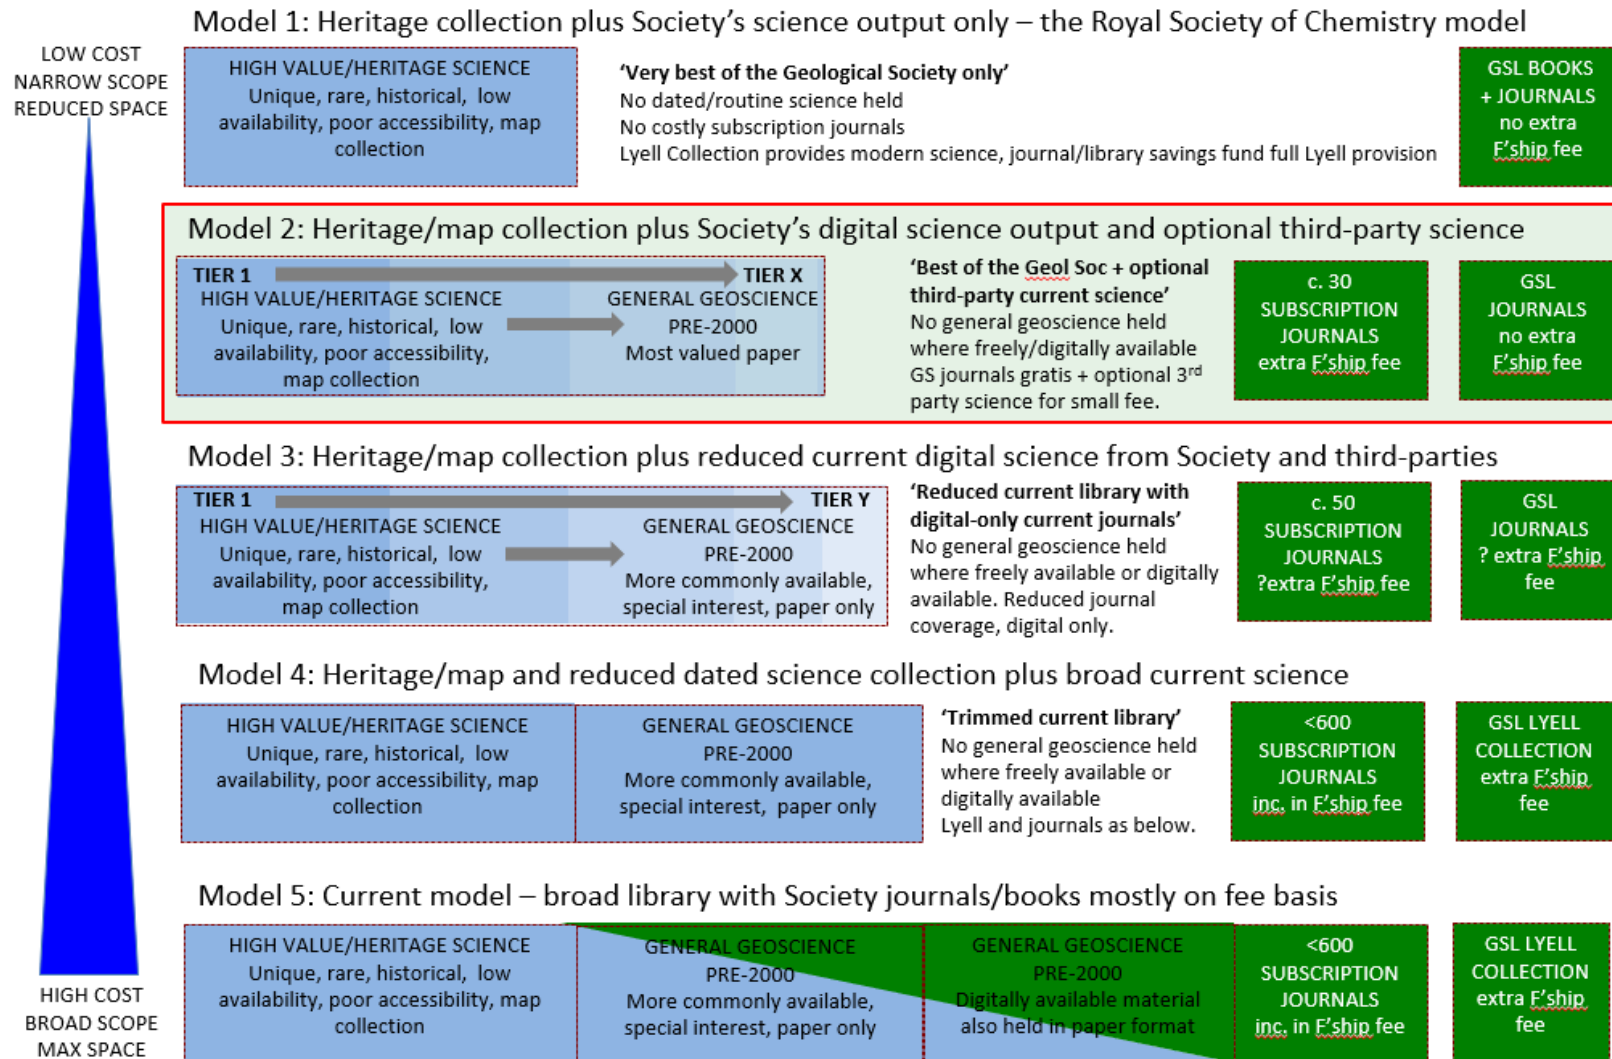 Model 1: Heritage collection plus Society's science output only – the Royal Society of Chemistry model
LOW COST
NARROW SCOPE
REDUCED SPACE
HIGH VALUE/HERITAGE SCIENCE
Unique, rare, historical, low
availability, poor accessibility, map
collection
'Very best of the Geological Society only'
No dated/routine science held
No costly subscription journals
Lyell Collection provides modern science, journal/library savings fund full Lyell provision
GSL BOOKS
+ JOURNALS
no extra
F'ship fee
Model 2: Heritage/map collection plus Society's digital science output and optional third-party science
TIER 1
TIER X
HIGH VALUE/HERITAGE SCIENCE
Unique, rare, historical, low
availability, poor accessibility,
map collection
GENERAL GEOSCIENCE
PRE-2000
Most valued paper
'Best of the Geol Soc + optional
third-party current science'
No general geoscience held
where freely/digitally available
GS journals gratis + optional 3rd
party science for small fee.
c. 30
SUBSCRIPTION
JOURNALS
extra F'ship fee
GSL
JOURNALS
no extra
F'ship fee
Model 3: Heritage/map collection plus reduced current digital science from Society and third-parties
TIER 1
TIER Y
HIGH VALUE/HERITAGE SCIENCE
Unique, rare, historical, low
availability, poor accessibility,
map collection
GENERAL GEOSCIENCE
PRE-2000
More commonly available,
special interest, paper only
'Reduced current library with
digital-only current journals'
No general geoscience held
where freely available or digitally
available. Reduced journal
coverage, digital only.
c. 50
SUBSCRIPTION
JOURNALS
?extra F'ship fee
GSL
JOURNALS
? extra F'ship
fee
Model 4: Heritage/map and reduced dated science collection plus broad current science
HIGH VALUE/HERITAGE SCIENCE
Unique, rare, historical, low
availability, poor accessibility, map
collection
GENERAL GEOSCIENCE
PRE-2000
More commonly available,
special interest, paper only
'Trimmed current library'
No general geoscience held
where freely available or
digitally available
Lyell and journals as below.
<600
SUBSCRIPTION
JOURNALS
inc. in F'ship fee
GSL LYELL
COLLECTION
extra F'ship
fee
Model 5: Current model – broad library with Society journals/books mostly on fee basis
HIGH VALUE/HERITAGE SCIENCE
Unique, rare, historical, low
availability, poor accessibility, map
collection
GENERAL GEOSCIENCE
PRE-2000
More commonly available,
special interest, paper only
GENERAL GEOSCIENCE
PRE-2000
Digitally available material
also held in paper format
<600
SUBSCRIPTION
JOURNALS
inc. in F'ship fee
GSL LYELL
COLLECTION
extra F'ship
fee
HIGH COST
BROAD SCOPE
MAX SPACE